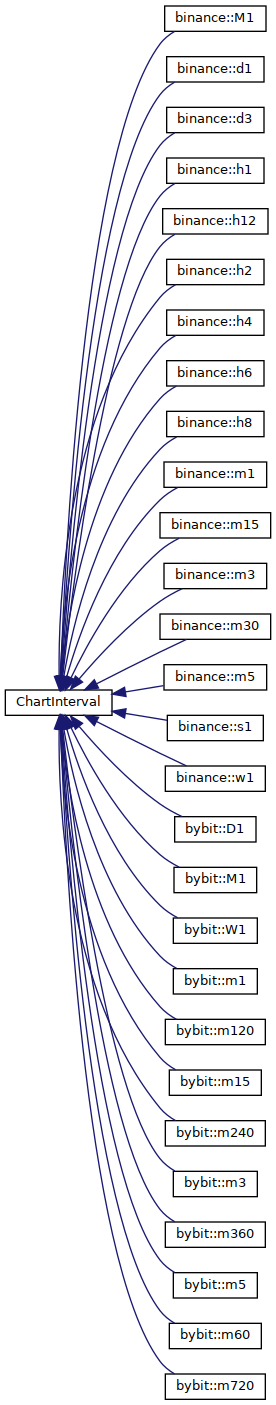 binance::M1
binance::d1
binance::d3
binance::h1
binance::h12
binance::h2
binance::h4
binance::h6
binance::h8
binance::m1
binance::m15
binance::m3
binance::m30
binance::m5
ChartInterval
binance::s1
binance::w1
bybit::D1
bybit::M1
bybit::W1
bybit::m1
bybit::m120
bybit::m15
bybit::m240
bybit::m3
bybit::m360
bybit::m5
bybit::m60
bybit::m720